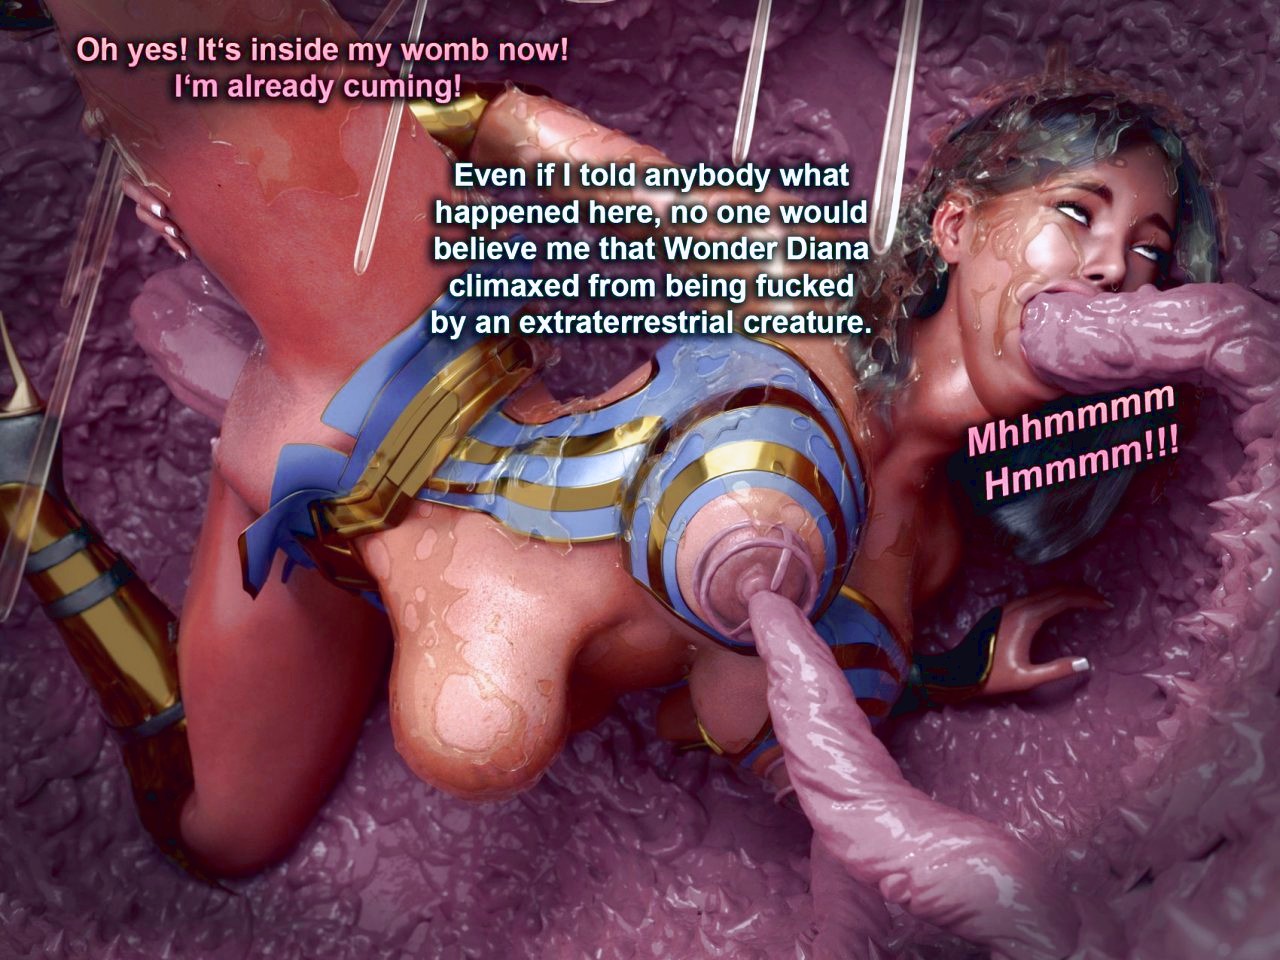 Oh yes! It‘s inside my womb now!
I‘m already cuming!
Even if I told anybody what
happened here, no one would
believe me that Wonder Diana
climaxed from being fucked
by an extraterrestrial creature.
Mhhmmmm
Hmmmm!!!